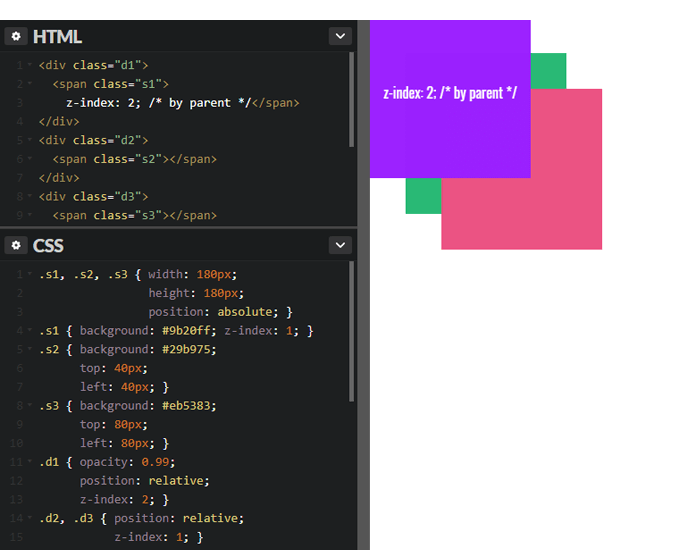 HTML
1 <div class="d1">
2 <span class="s1">
3 z-index: 2; /* by parent */</span>
4 </div>
5 <div class="d2">
6 <span class="s2"></span>
7 </div>
8 <div class="d3">
9 <span class="s3"></span>
CSS
1 .s1, .s2, .s3 { width: 180px;
2 height: 180px;
3 position: absolute; }
4 .s1 { background: #9b20ff; z-index: 1; }
5 .s2 { background: #29b975;
6 top: 40px;
7 left: 40px; }
8 .s3 { background: #eb5383;
9 top: 80px;
10 left: 80px; }
11 .d1 { opacity: 0.99;
12 position: relative;
13 z-index: 2; }
14 .d2, .d3 { position: relative;
15 z-index: 1; }
z-index: 2; /* by parent */